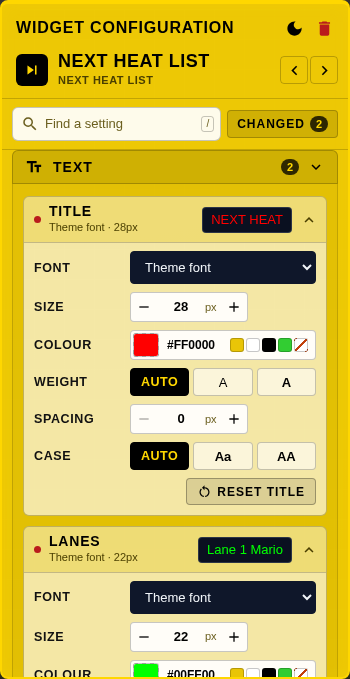 WIDGET CONFIGURATION
NEXT HEAT LIST
NEXT HEAT LIST
Find a setting
/
CHANGED 2
TEXT 2
TITLE
Theme font · 28px
NEXT HEAT
FONT Theme font
SIZE − 28 px +
COLOUR #FF0000
WEIGHT AUTO A A
SPACING − 0 px +
CASE AUTO Aa AA
RESET TITLE
LANES
Theme font · 22px
Lane 1 Mario
FONT Theme font
SIZE − 22 px +
COLOUR #00FF00